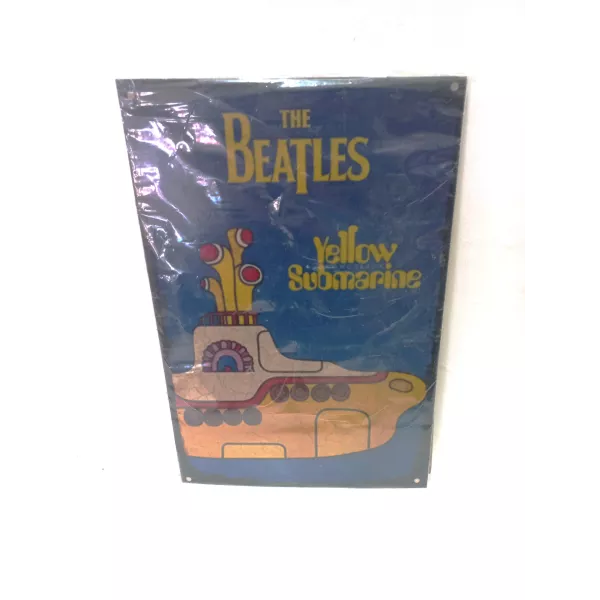 THE
BEATLES
Yellow
Submarine